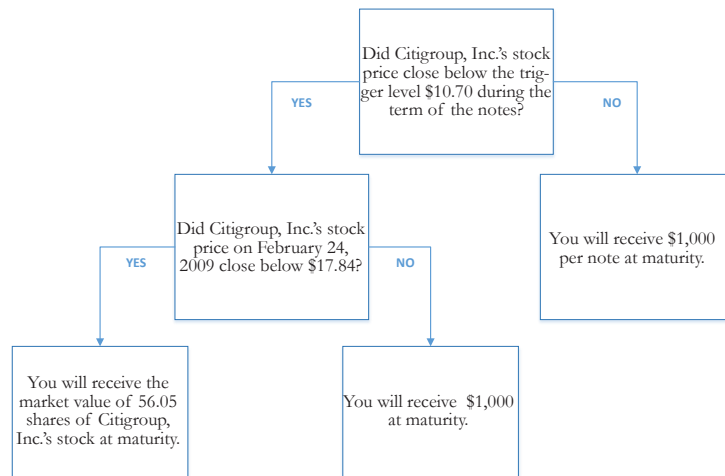 Did Citigroup, Inc.'s stock
price close below the trig-
ger level $10.70 during the
term of the notes?
YES
NO
Did Citigroup, Inc.'s stock
price on February 24,
2009 close below $17.84?
You will receive $1,000
per note at maturity.
YES
NO
You will receive the
market value of 56.05
shares of Citigroup,
Inc.'s stock at maturity.
You will receive $1,000
at maturity.